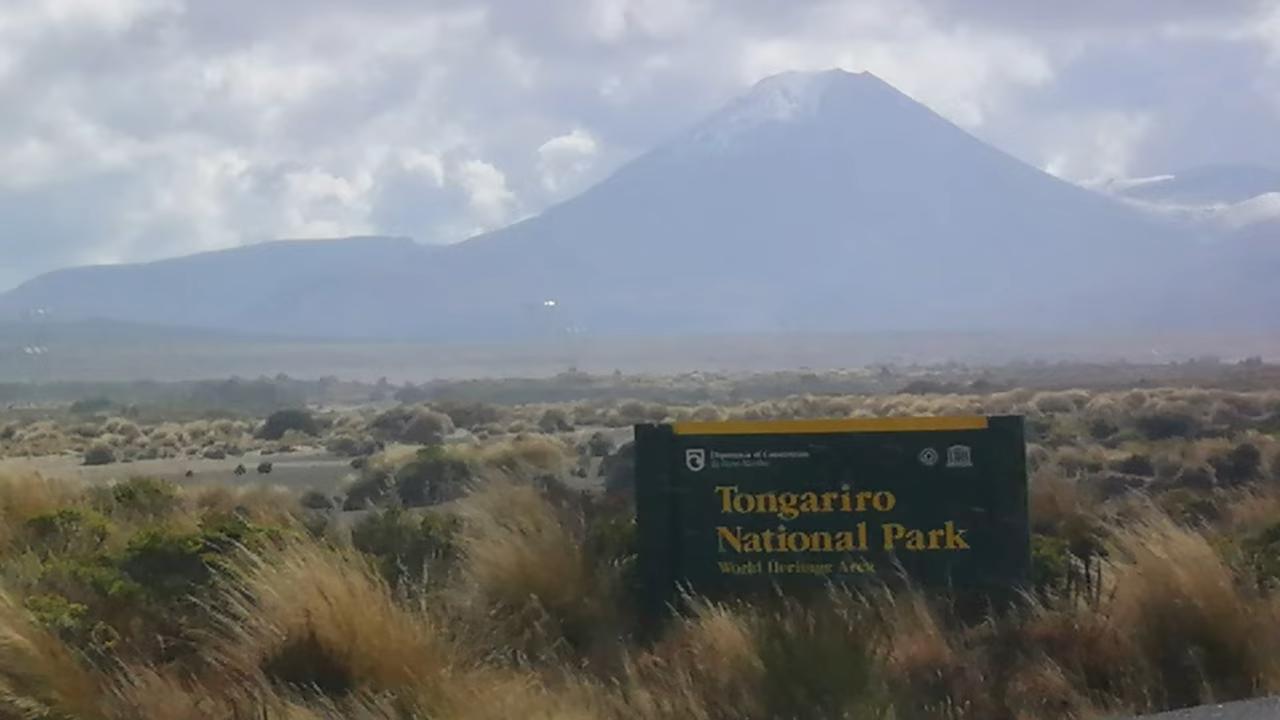 Department of Conservation
Tongariro
National Park
World Heritage Area